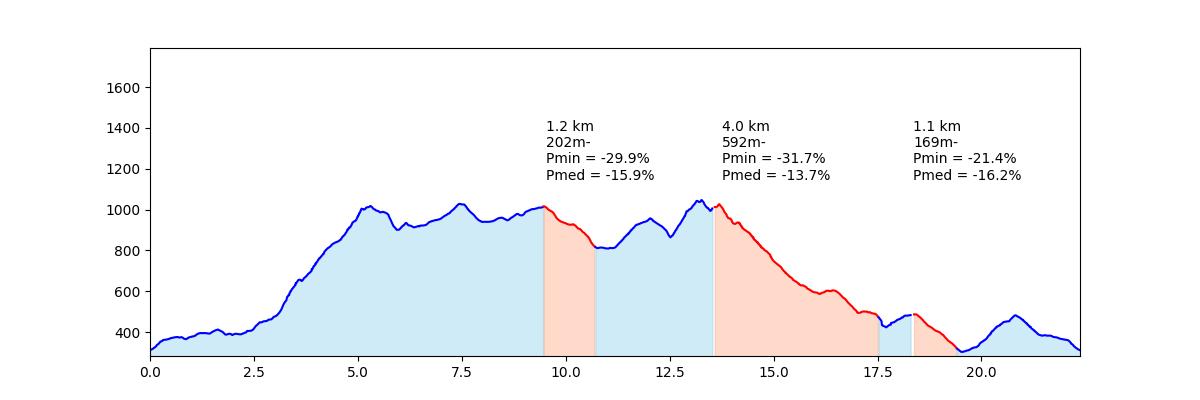 1600
1400
1200
1000
800
600
400
1.2 km
202m-
Pmin = -29.9%
Pmed = -15.9%
4.0 km
592m-
Pmin = -31.7%
Pmed = -13.7%
1.1 km
169m-
Pmin = -21.4%
Pmed = -16.2%
0.0 2.5 5.0 7.5 10.0 12.5 15.0 17.5 20.0